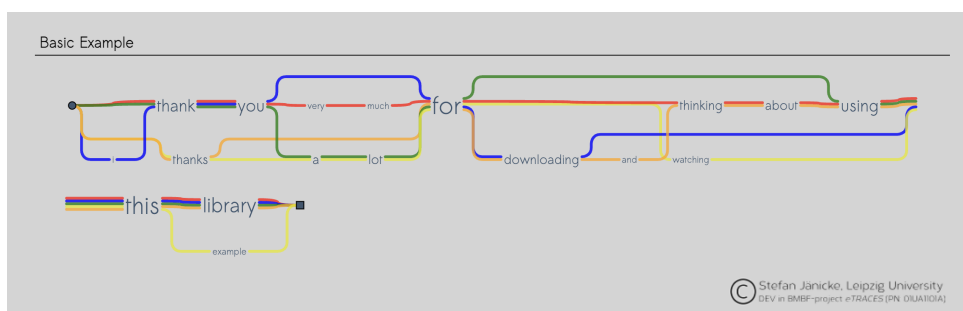 Basic Example
thank you very much for thinking about using
i thanks a lot downloading and watching
this library
example
Stefan Jänicke, Leipzig University
DEV in BMBF-project eTRACES (PN 01UA1101A)